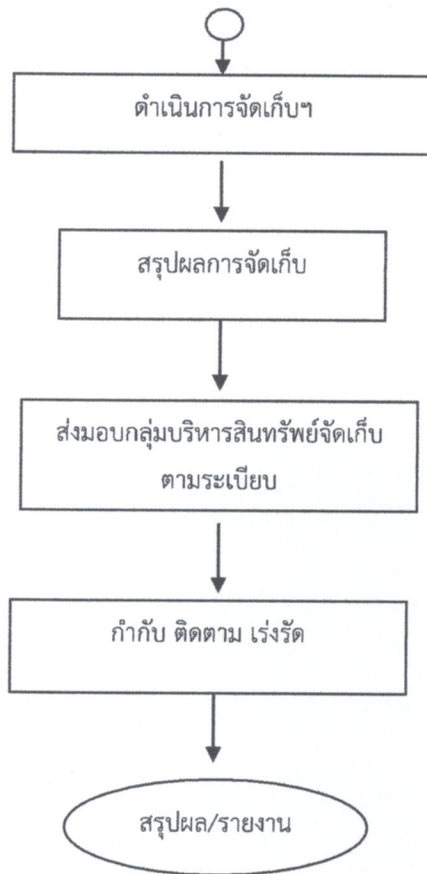 ดำเนินการจัดเก็บฯ
สรุปผลการจัดเก็บ
ส่งมอบกลุ่มบริหารสินทรัพย์จัดเก็บ
ตามระเบียบ
กำกับ ติดตาม เร่งรัด
สรุปผล/รายงาน